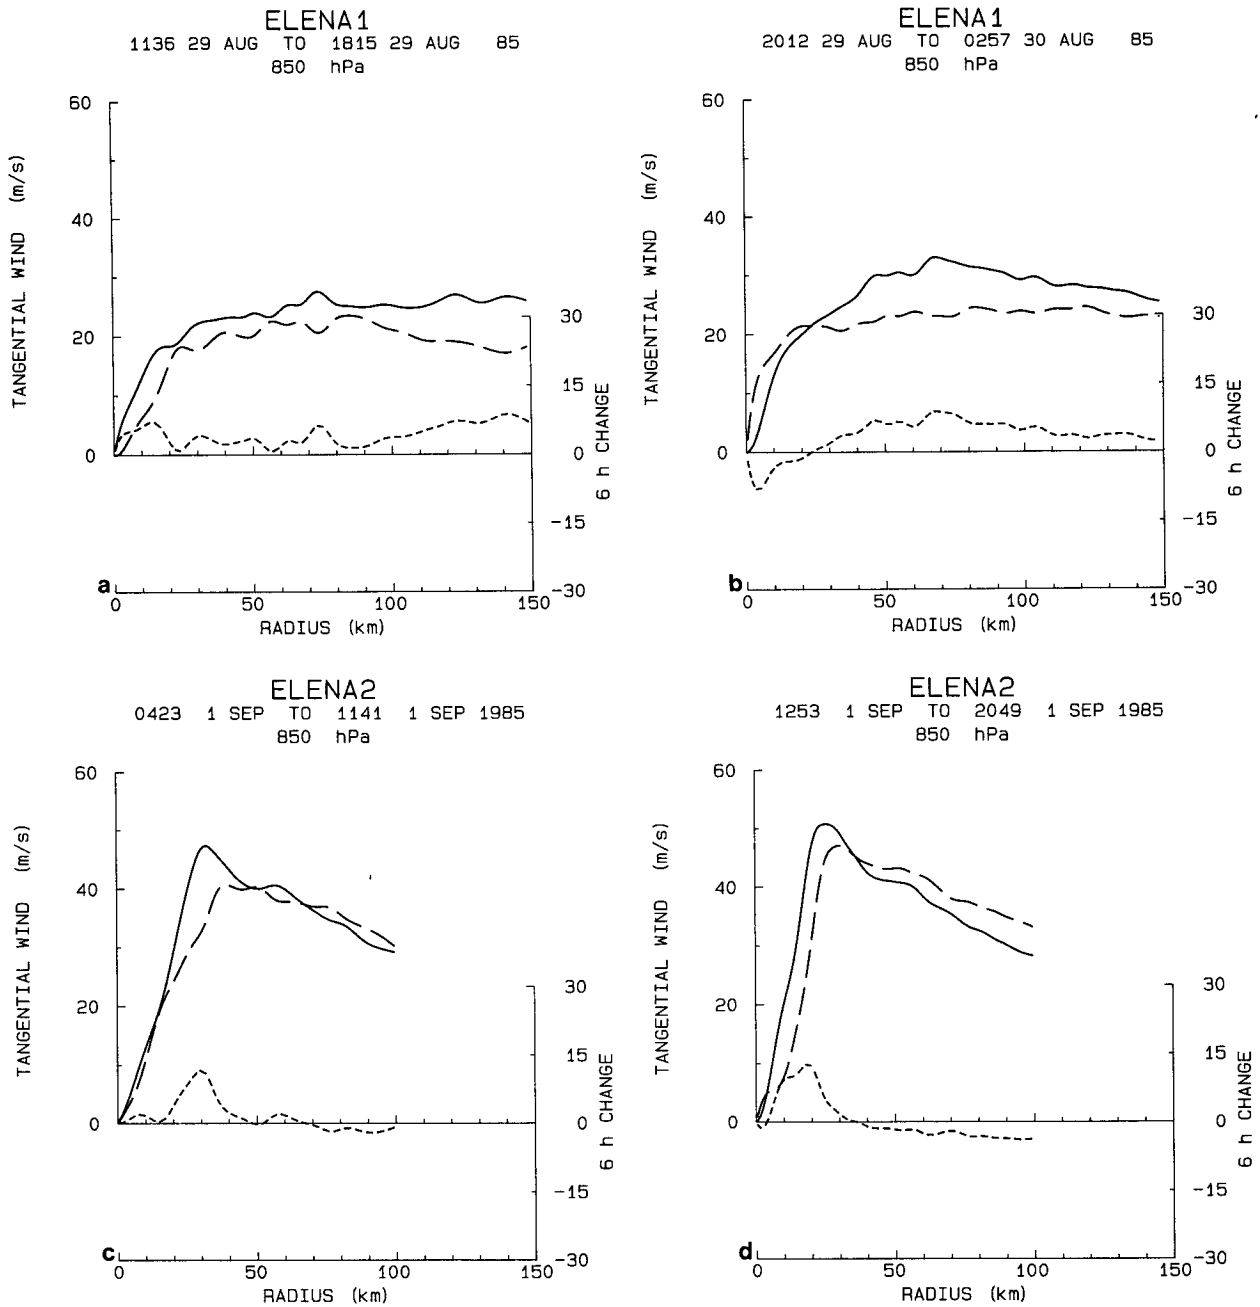 ELENA1
1136 29 AUG TO 1815 29 AUG 85
850 hPa
60
40
20
0
TANGENTIAL WIND (m/s)
30
15
0
-15
-30
6 h CHANGE
a
0 50 100 150
RADIUS (km)
ELENA1
2012 29 AUG TO 0257 30 AUG 85
850 hPa
60
40
20
0
TANGENTIAL WIND (m/s)
30
15
0
-15
-30
6 h CHANGE
b
0 50 100 150
RADIUS (km)
ELENA2
0423 1 SEP TO 1141 1 SEP 1985
850 hPa
60
40
20
0
TANGENTIAL WIND (m/s)
30
15
0
-15
-30
6 h CHANGE
c
0 50 100 150
RADIUS (km)
ELENA2
1253 1 SEP TO 2049 1 SEP 1985
850 hPa
60
40
20
0
TANGENTIAL WIND (m/s)
30
15
0
-15
-30
6 h CHANGE
d
0 50 100 150
RADIUS (km)